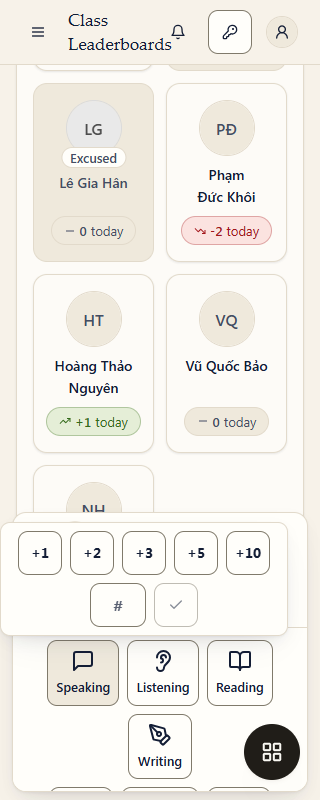 Class
Leaderboards
LG
Excused
Lê Gia Hân
0 today
PĐ
Phạm
Đức Khôi
-2 today
HT
Hoàng Thảo
Nguyên
+1 today
VQ
Vũ Quốc Bảo
0 today
NH
+1
+2
+3
+5
+10
#
Speaking
Listening
Reading
Writing